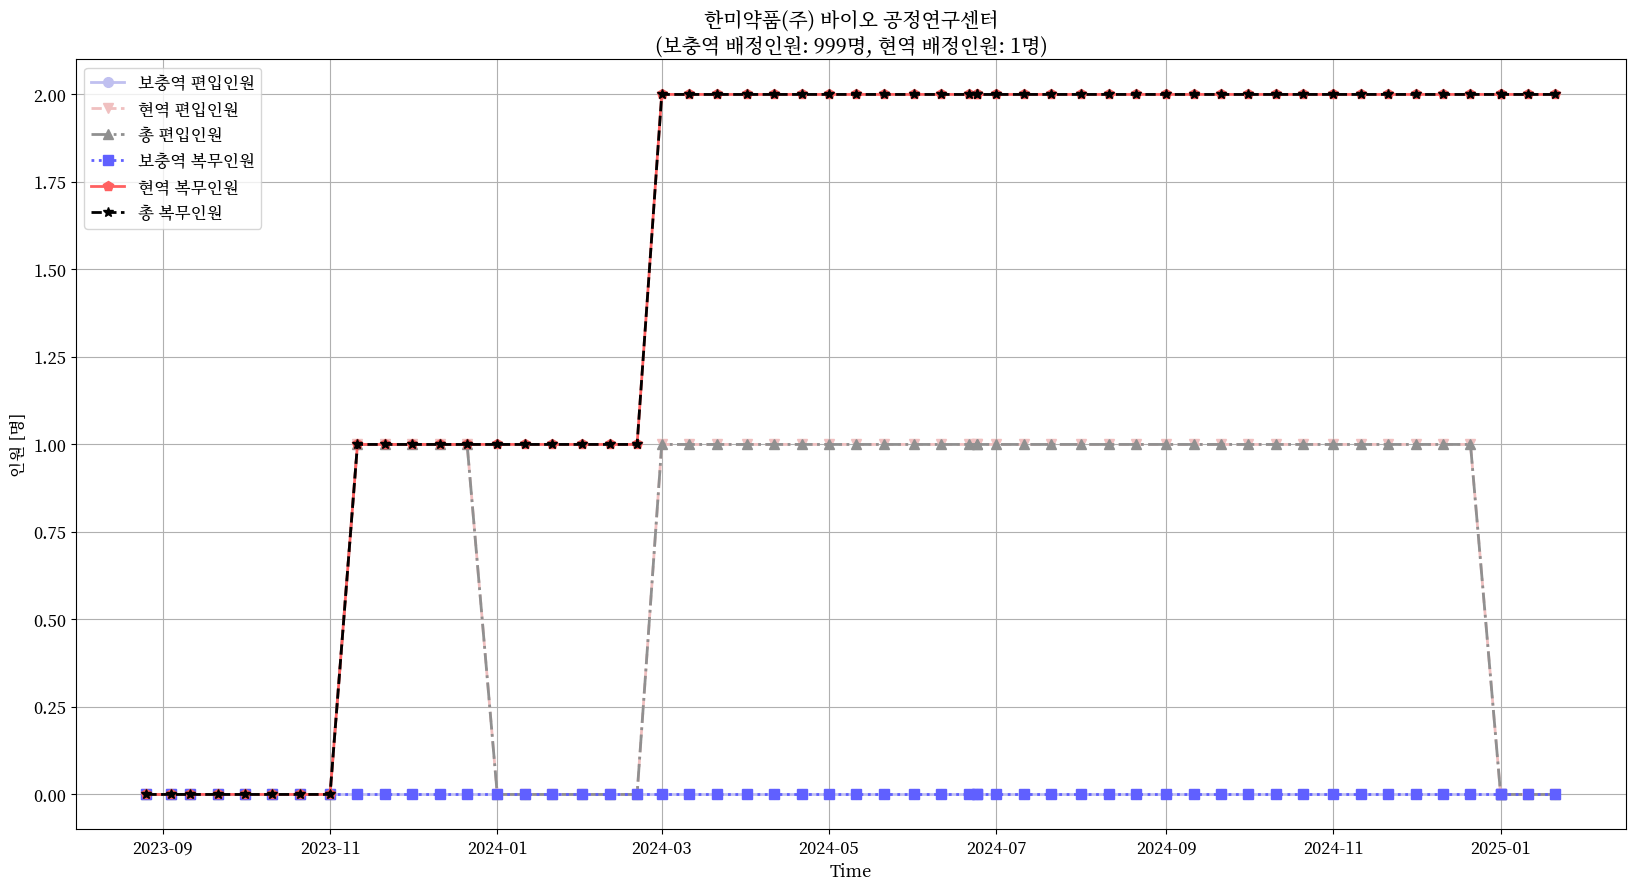 한미약품(주) 바이오 공정연구센터
(보충역 배정인원: 999명, 현역 배정인원: 1명)
보충역 편입인원
현역 편입인원
총 편입인원
보충역 복무인원
현역 복무인원
총 복무인원
2.00
1.75
1.50
1.25
1.00
0.75
0.50
0.25
0.00
인원 [명]
2023-09 2023-11 2024-01 2024-03 2024-05 2024-07 2024-09 2024-11 2025-01
Time